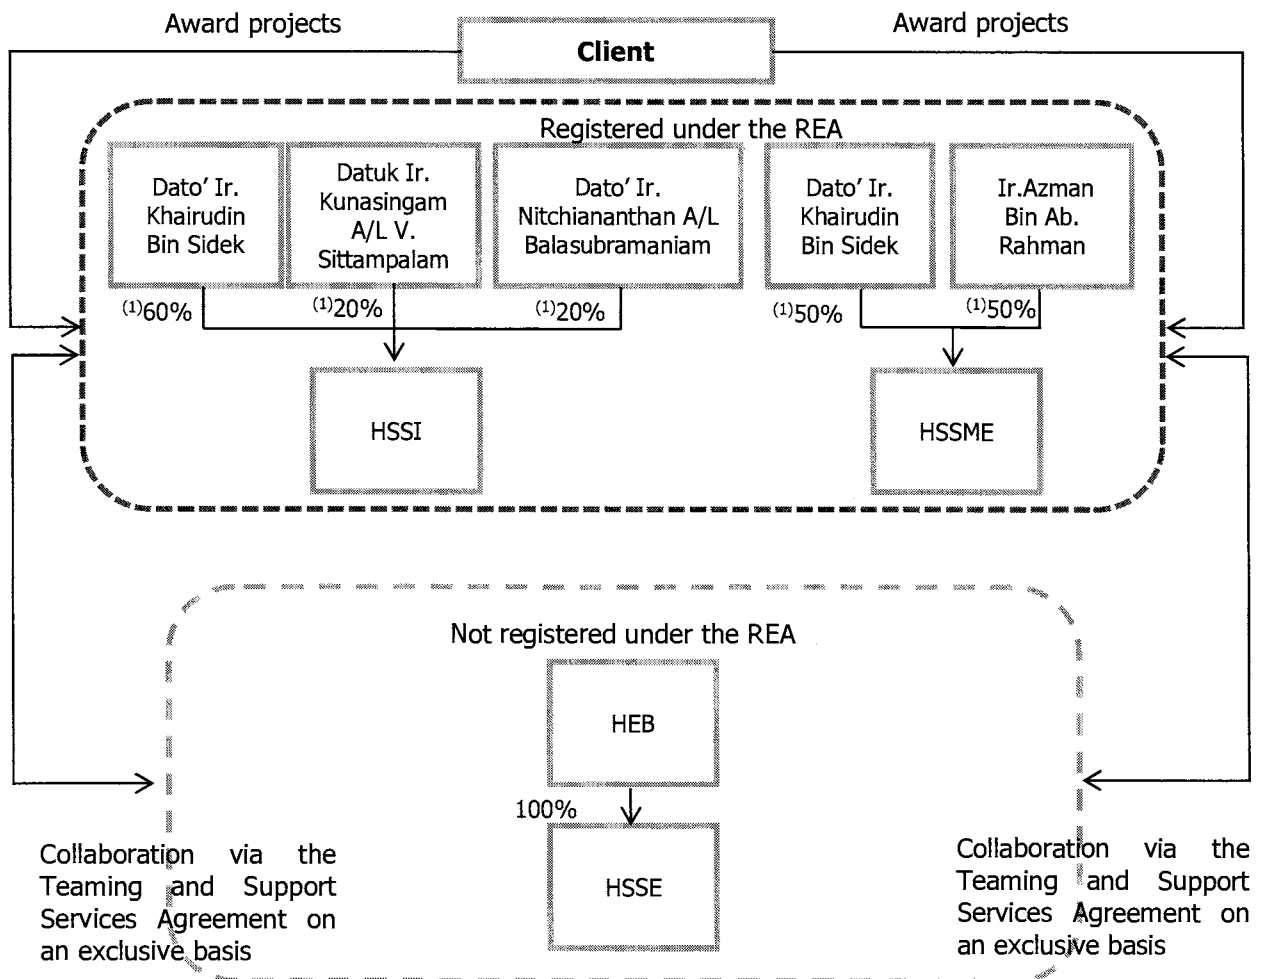 Award projects
Client
Award projects
Registered under the REA
Dato’ Ir.
Khairudin
Bin Sidek
Datuk Ir.
Kunasingam
A/L V.
Sittampalam
Dato’ Ir.
Nitchiananthan A/L
Balasubramaniam
Dato’ Ir.
Khairudin
Bin Sidek
Ir.Azman
Bin Ab.
Rahman
(1)60%
(1)20%
(1)20%
(1)50%
(1)50%
HSSI
HSSME
Not registered under the REA
HEB
100%
HSSE
Collaboration via the
Teaming and Support
Services Agreement on
an exclusive basis
Collaboration via the
Teaming and Support
Services Agreement on
an exclusive basis